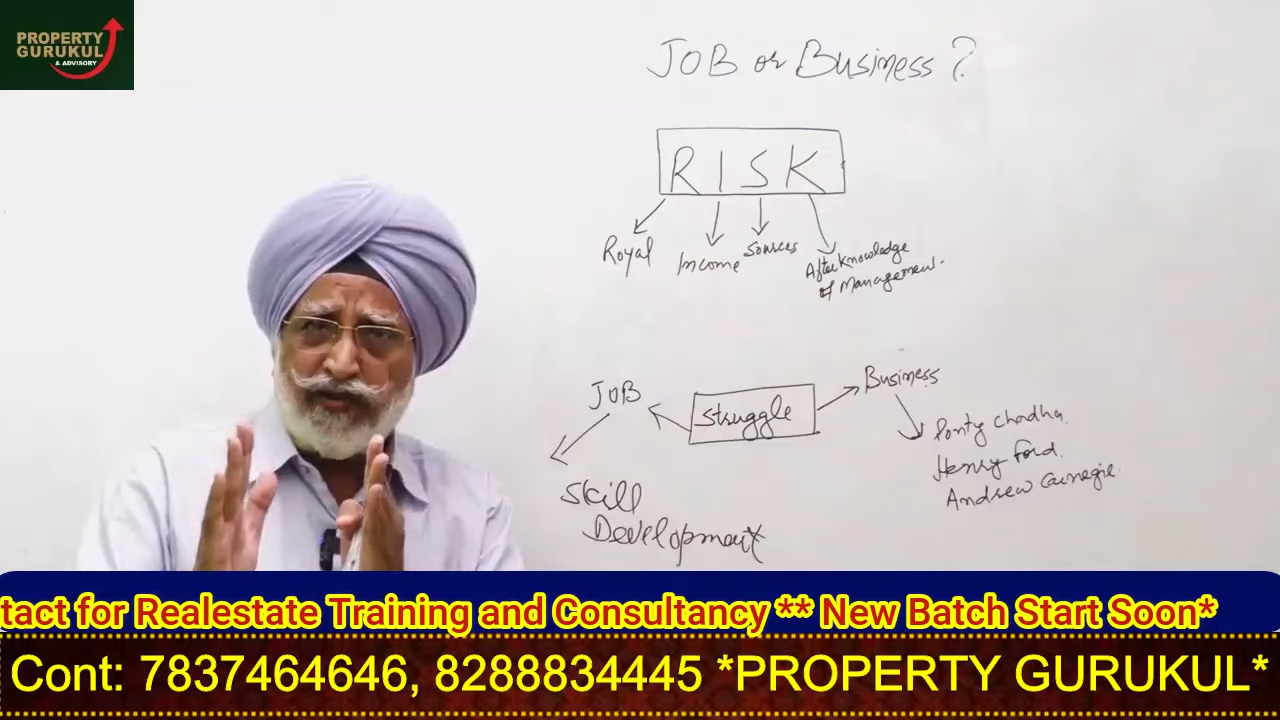 PROPERTY
GURUKUL
& ADVISORY
JOB or Business ?
RISK
Royal
Income
Sources
After Knowledge
of Management.
JOB
Struggle
Business
Ponty chadha
Henry Ford.
Andrew Carnegie.
Skill
Development
tact for Realestate Training and Consultancy ** New Batch Start Soon*
Cont: 7837464646, 8288834445 *PROPERTY GURUKUL*